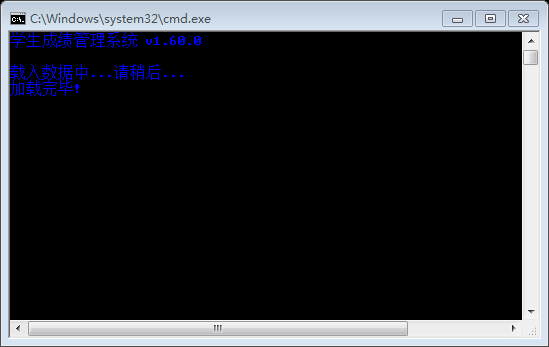 C:\Windows\system32\cmd.exe
学生成绩管理系统 v1.60.0
载入数据中...请稍后...
加载完毕!